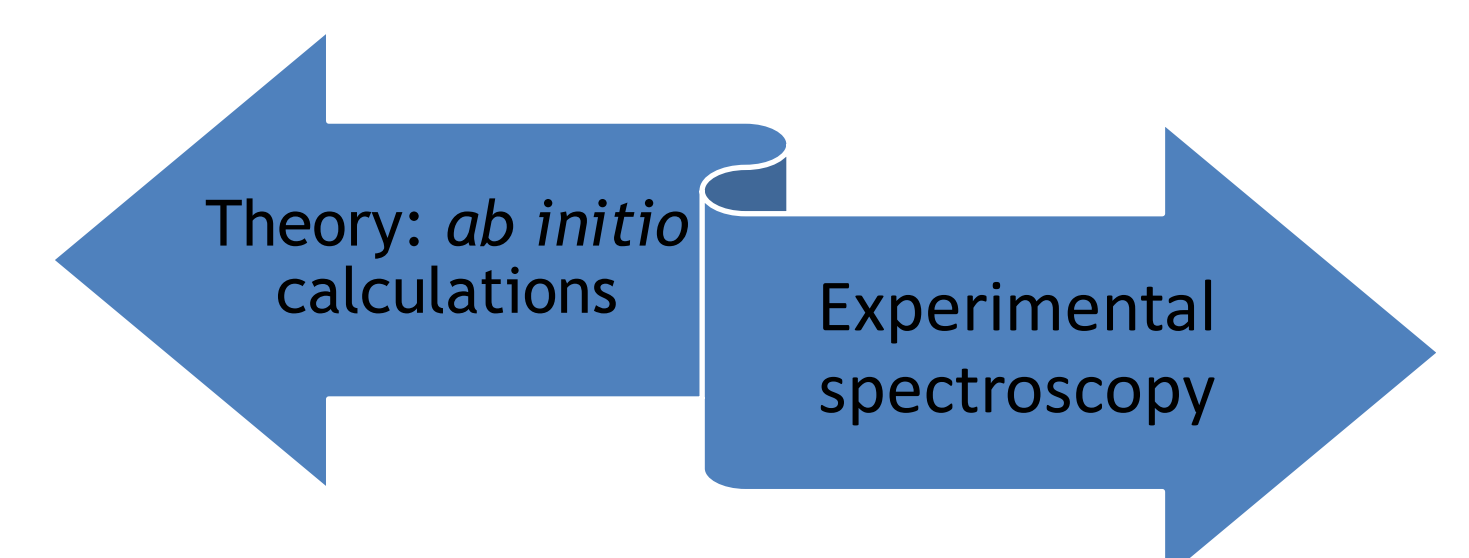 Theory: ab initio
calculations
Experimental
spectroscopy